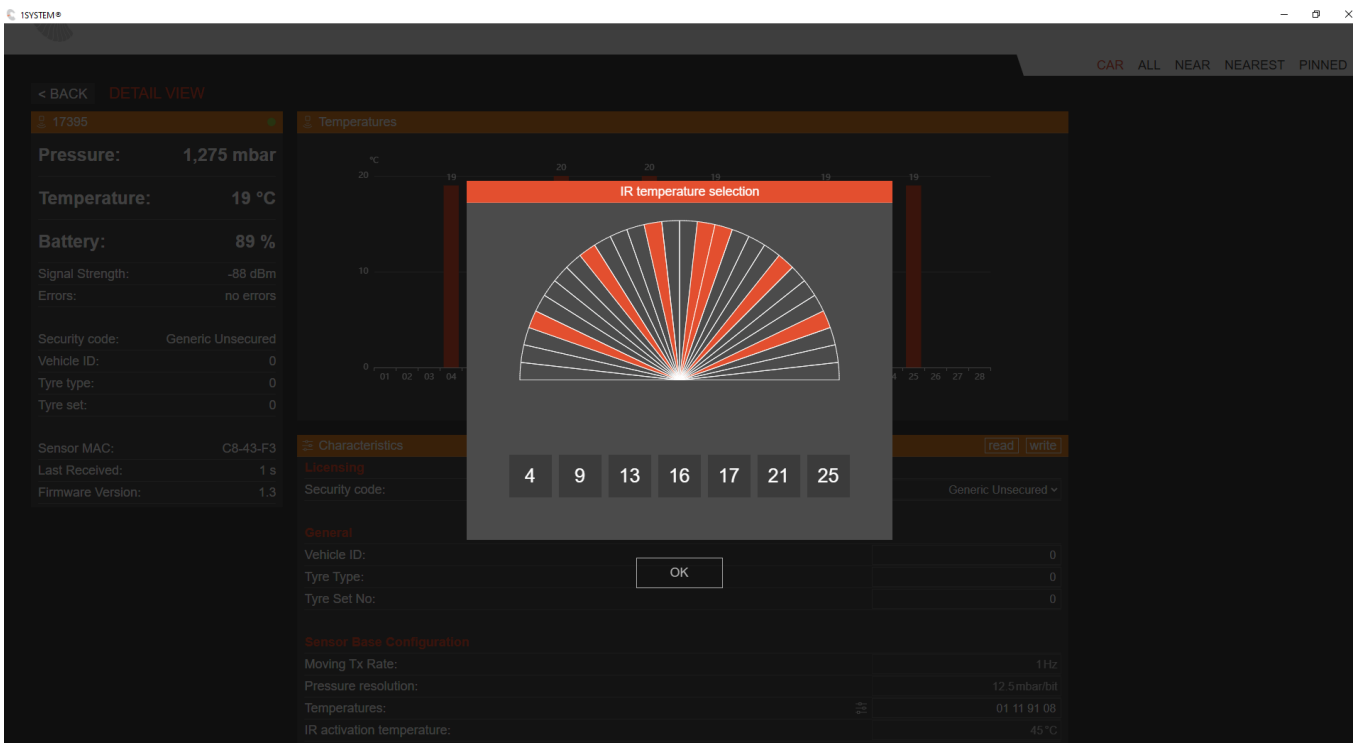 1SYSTEM®
CAR ALL NEAR NEAREST PINNED
< BACK DETAIL VIEW
17395
Pressure: 1,275 mbar
Temperature: 19 °C
Battery: 89 %
Signal Strength: -88 dBm
Errors: no errors
Security code: Generic Unsecured
Vehicle ID: 0
Tyre type: 0
Tyre set: 0
Sensor MAC: C8-43-F3
Last Received: 1 s
Firmware Version: 1.3
Temperatures
°C
20
10
0
19 20 20 19 19 19
01 02 03 04 4 25 26 27 28
IR temperature selection
4 9 13 16 17 21 25
OK
Characteristics read write
Licensing
Security code: Generic Unsecured
General
Vehicle ID: 0
Tyre Type: 0
Tyre Set No: 0
Sensor Base Configuration
Moving Tx Rate: 1Hz
Pressure resolution: 12.5mbar/bit
Temperatures: 01 11 91 08
IR activation temperature: 45°C